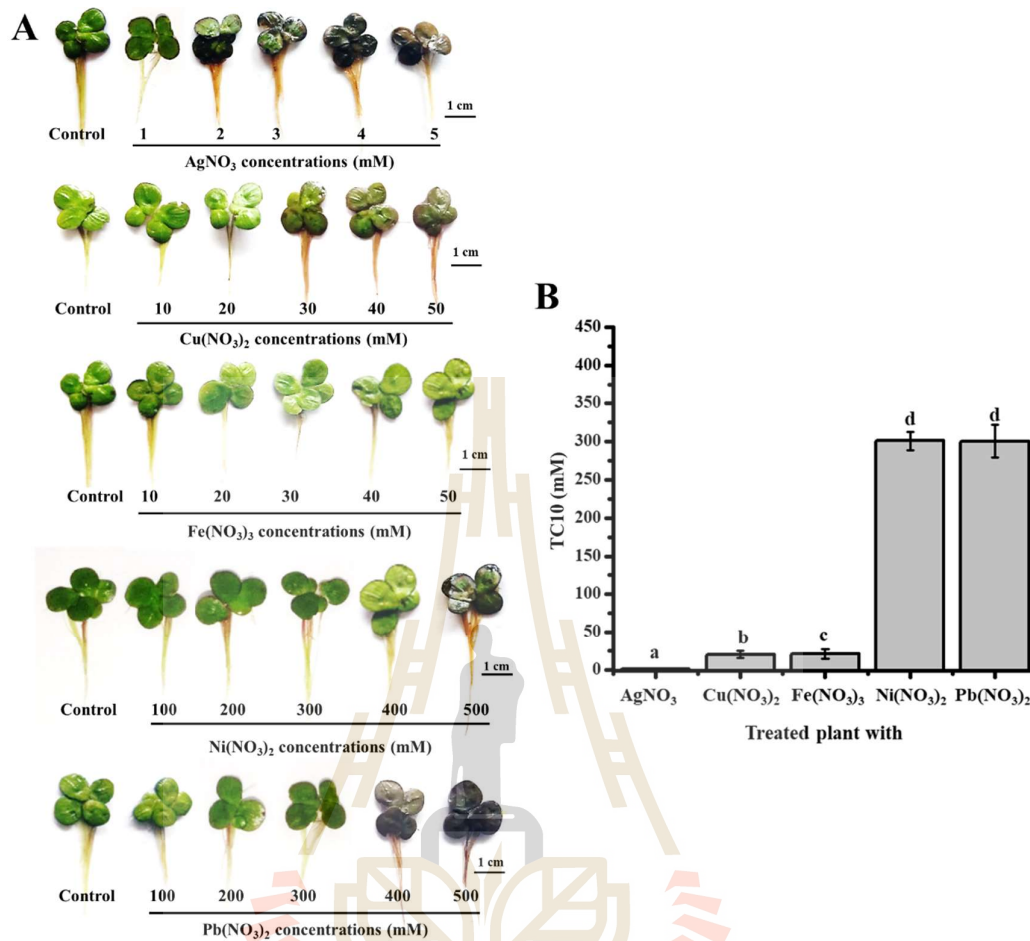 A
1 cm
Control 1 2 3 4 5
AgNO₃ concentrations (mM)
1 cm
Control 10 20 30 40 50
Cu(NO₃)₂ concentrations (mM)
1 cm
Control 10 20 30 40 50
Fe(NO₃)₃ concentrations (mM)
1 cm
Control 100 200 300 400 500
Ni(NO₃)₂ concentrations (mM)
1 cm
Control 100 200 300 400 500
Pb(NO₃)₂ concentrations (mM)
B
TC10 (mM)
450
400
350
300
250
200
150
100
50
0
a b c d d
AgNO₃ Cu(NO₃)₂ Fe(NO₃)₃ Ni(NO₃)₂ Pb(NO₃)₂
Treated plant with